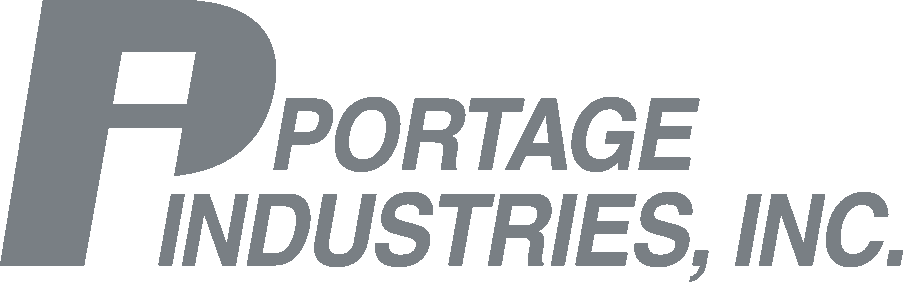 PORTAGE
INDUSTRIES, INC.